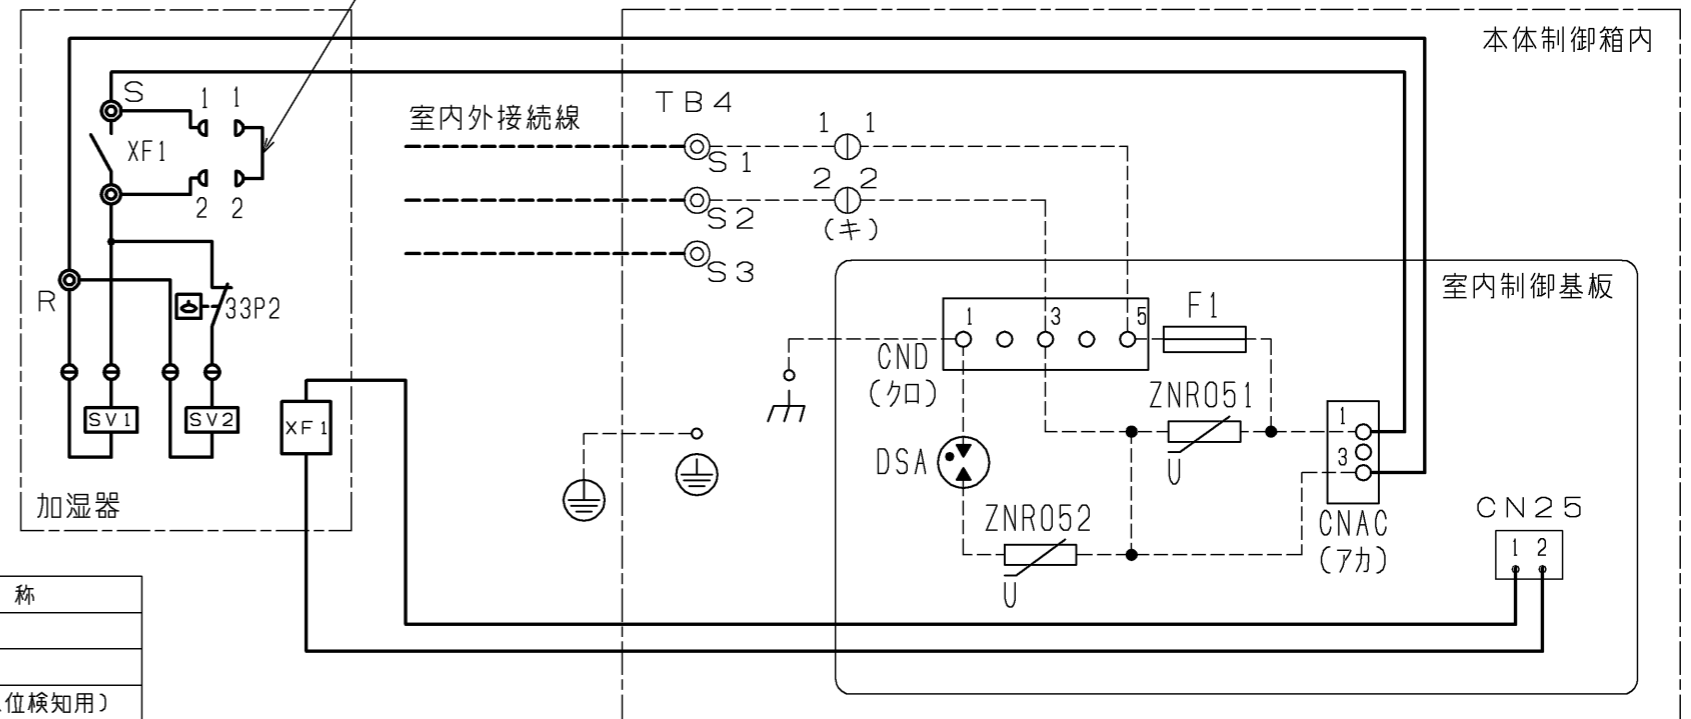 本体制御箱内
S
1 1
XF1
2 2
R
33P2
SV1
SV2
XF1
加湿器
室内外接続線
TB4
S1
S2
S3
1 1
2 2
(キ)
室内制御基板
1 3 5
CND
(クロ)
F1
ZNR051
U
DSA
ZNR052
U
1
3
CNAC
(アカ)
CN25
1 2
称
位検知用)